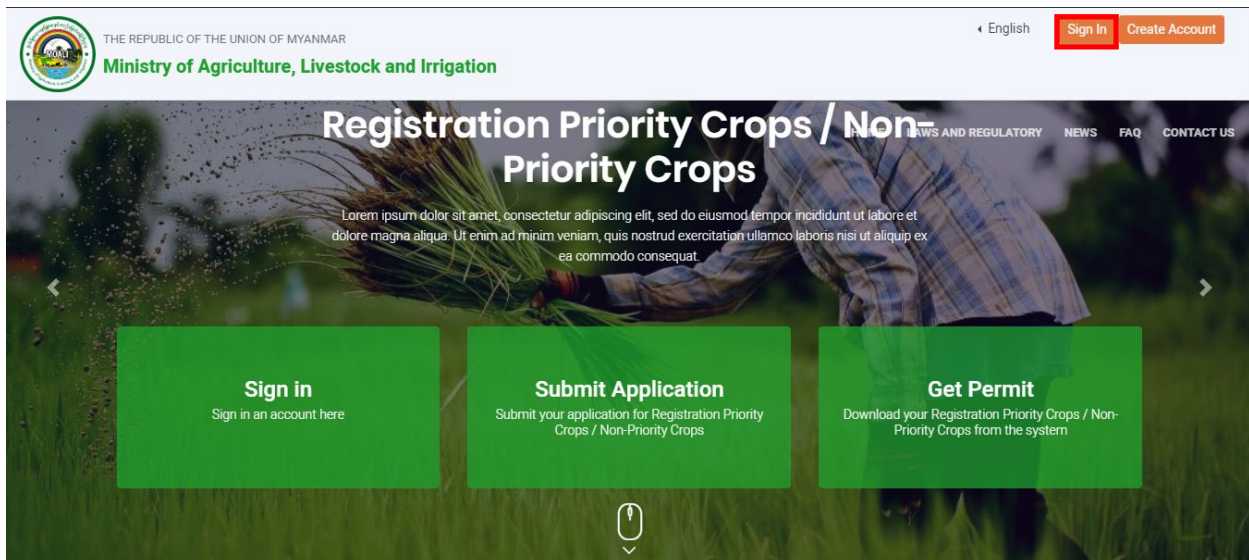 THE REPUBLIC OF THE UNION OF MYANMAR
Ministry of Agriculture, Livestock and Irrigation
English
Sign In
Create Account
MOALI
LAWS AND REGULATORY
NEWS
FAQ
CONTACT US
Registration Priority Crops / Non-
Priority Crops
Lorem ipsum dolor sit amet, consectetur adipiscing elit, sed do eiusmod tempor incididunt ut labore et
dolore magna aliqua. Ut enim ad minim veniam, quis nostrud exercitation ullamco laboris nisi ut aliquip ex
ea commodo consequat.
Sign in
Sign in an account here
Submit Application
Submit your application for Registration Priority
Crops / Non-Priority Crops
Get Permit
Download your Registration Priority Crops / Non-
Priority Crops from the system